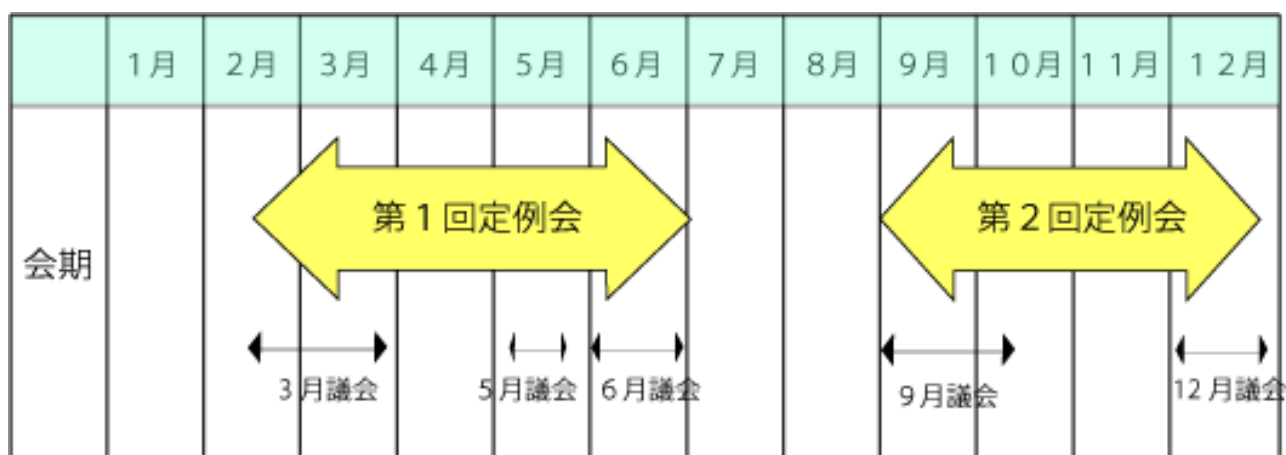 1月 2月 3月 4月 5月 6月 7月 8月 9月 10月 11月 12月
第1回定例会 第2回定例会
会期
3月議会 5月議会 6月議会 9月議会 12月議会